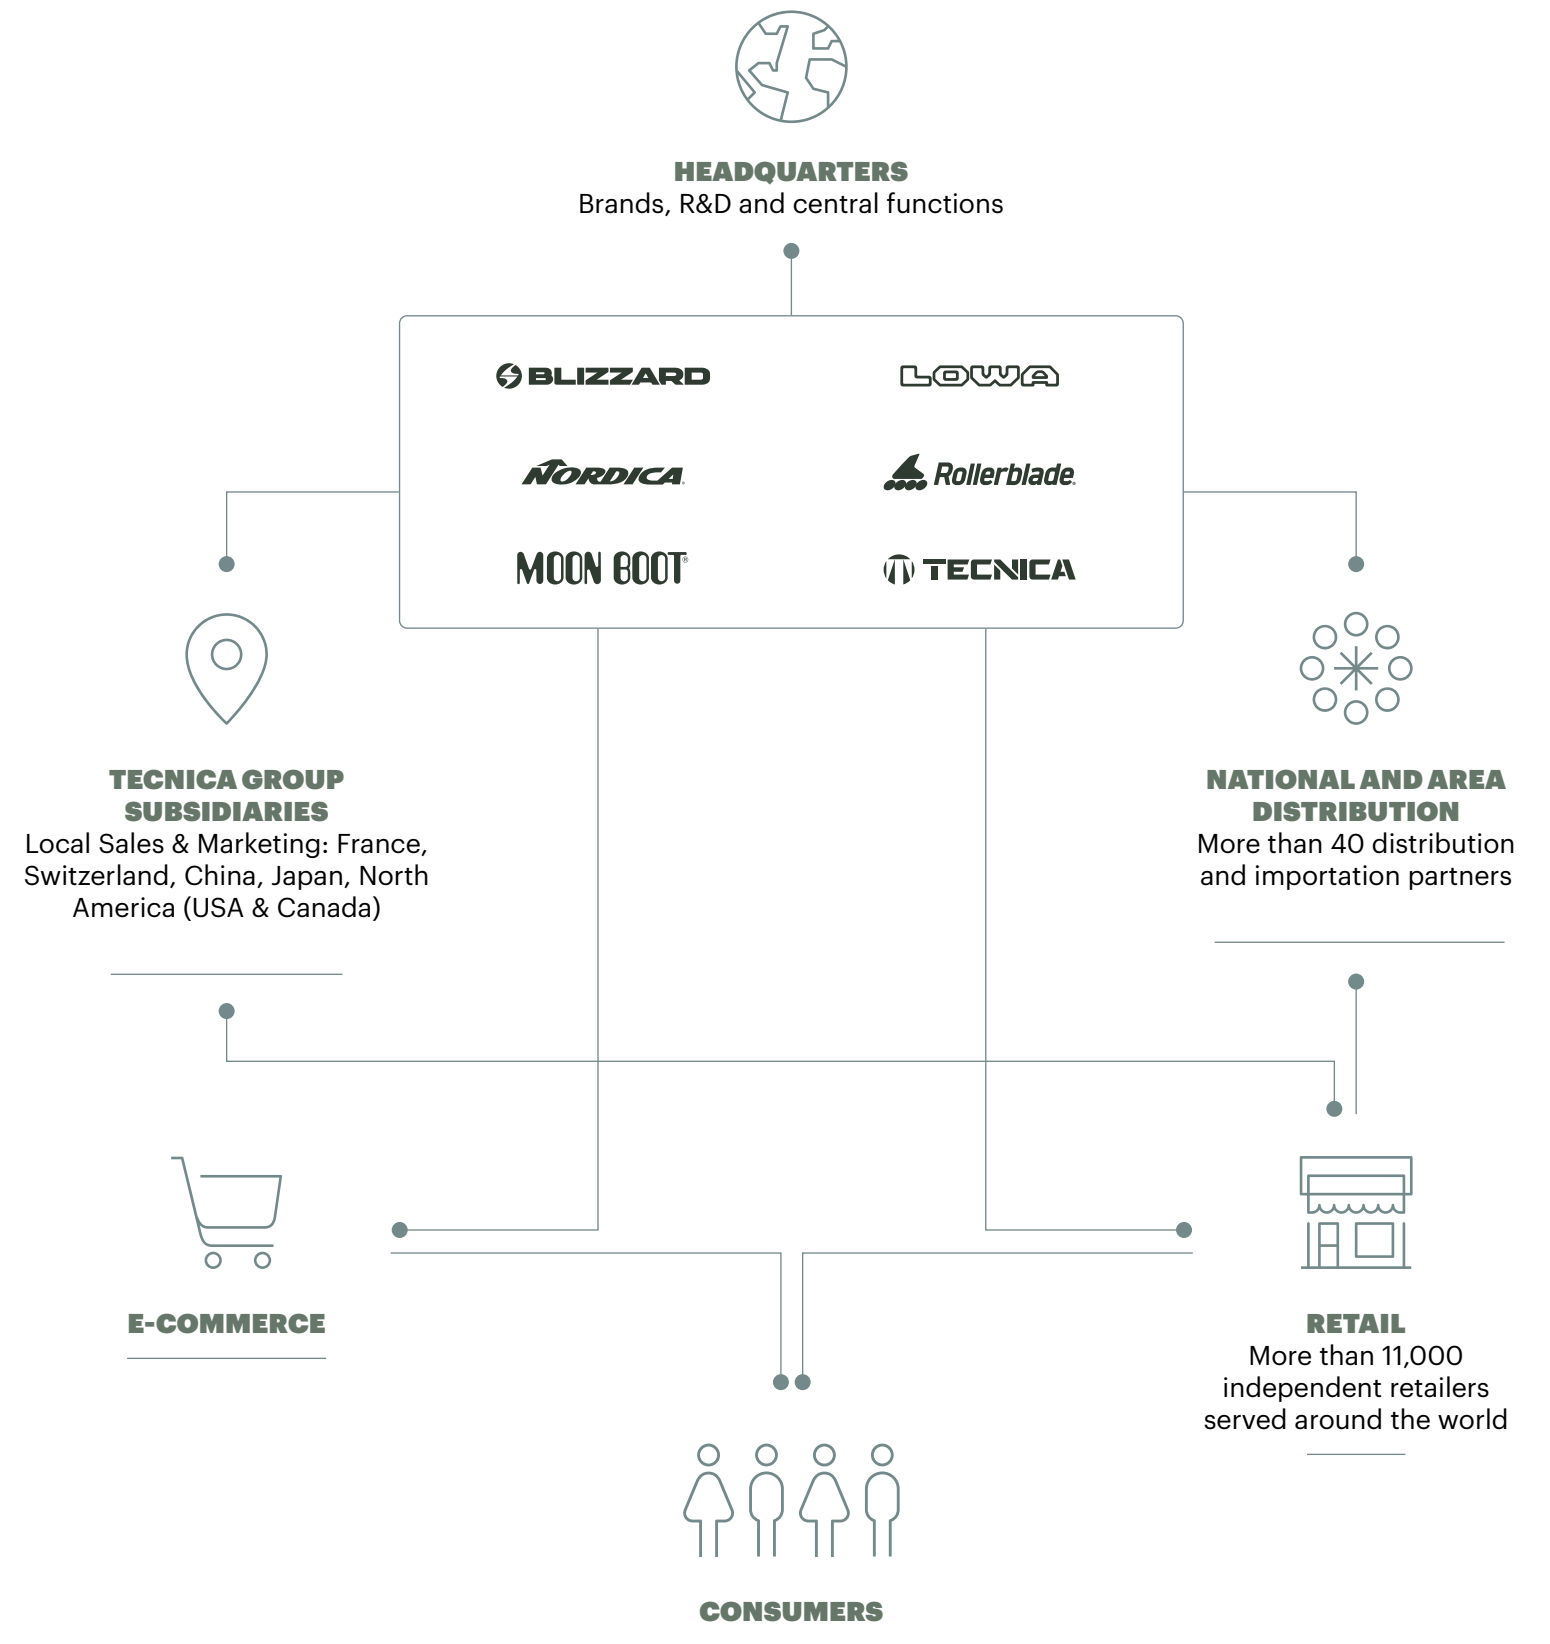 HEADQUARTERS
Brands, R&D and central functions
BLIZZARD
LOWA
NORDICA
Rollerblade
MOON BOOT®
TECNICA
TECNICA GROUP
SUBSIDIARIES
Local Sales & Marketing: France,
Switzerland, China, Japan, North
America (USA & Canada)
NATIONAL AND AREA
DISTRIBUTION
More than 40 distribution
and importation partners
E-COMMERCE
RETAIL
More than 11,000
independent retailers
served around the world
CONSUMERS